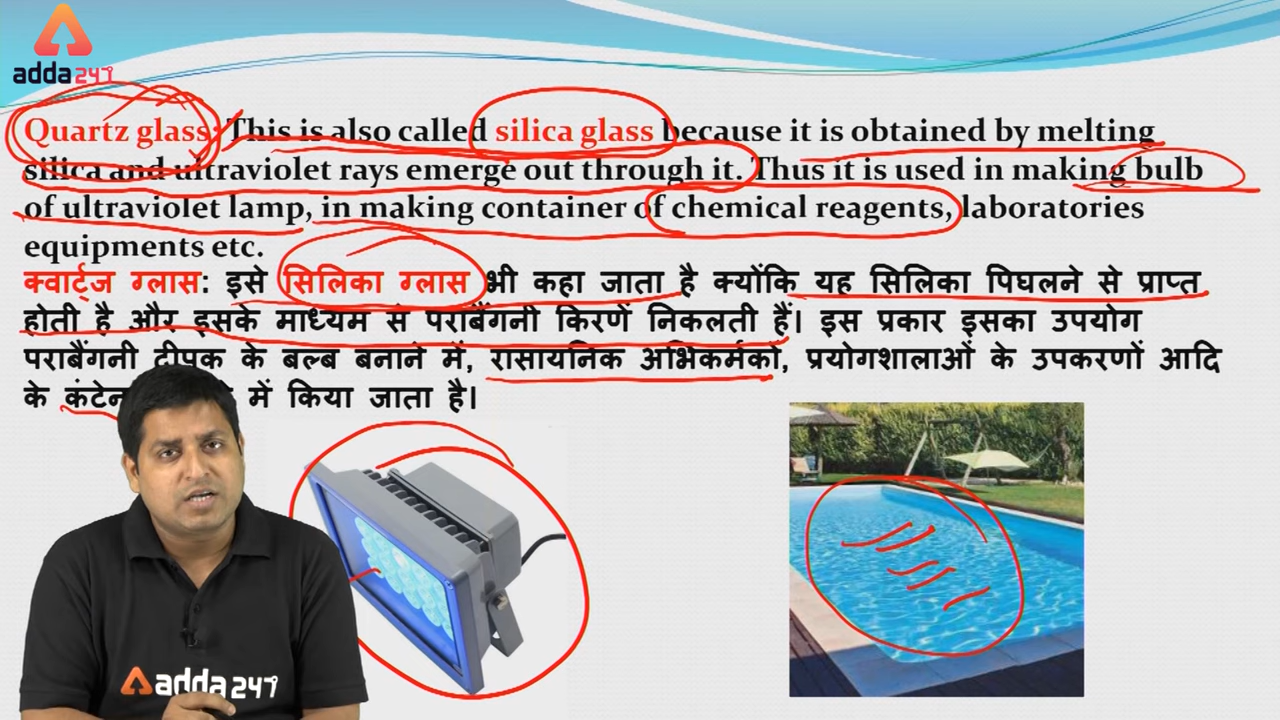 adda247
Quartz glass: This is also called silica glass because it is obtained by melting
silica and ultraviolet rays emerge out through it. Thus it is used in making bulb
of ultraviolet lamp, in making container of chemical reagents, laboratories
equipments etc.
क्वार्ट्ज ग्लास: इसे सिलिका ग्लास भी कहा जाता है क्योंकि यह सिलिका पिघलने से प्राप्त
होती है और इसके माध्यम से पराबैंगनी किरणें निकलती हैं। इस प्रकार इसका उपयोग
पराबैंगनी दीपक के बल्ब बनाने में, रासायनिक अभिकर्मकों, प्रयोगशालाओं के उपकरणों आदि
के में किया जाता है।
adda247